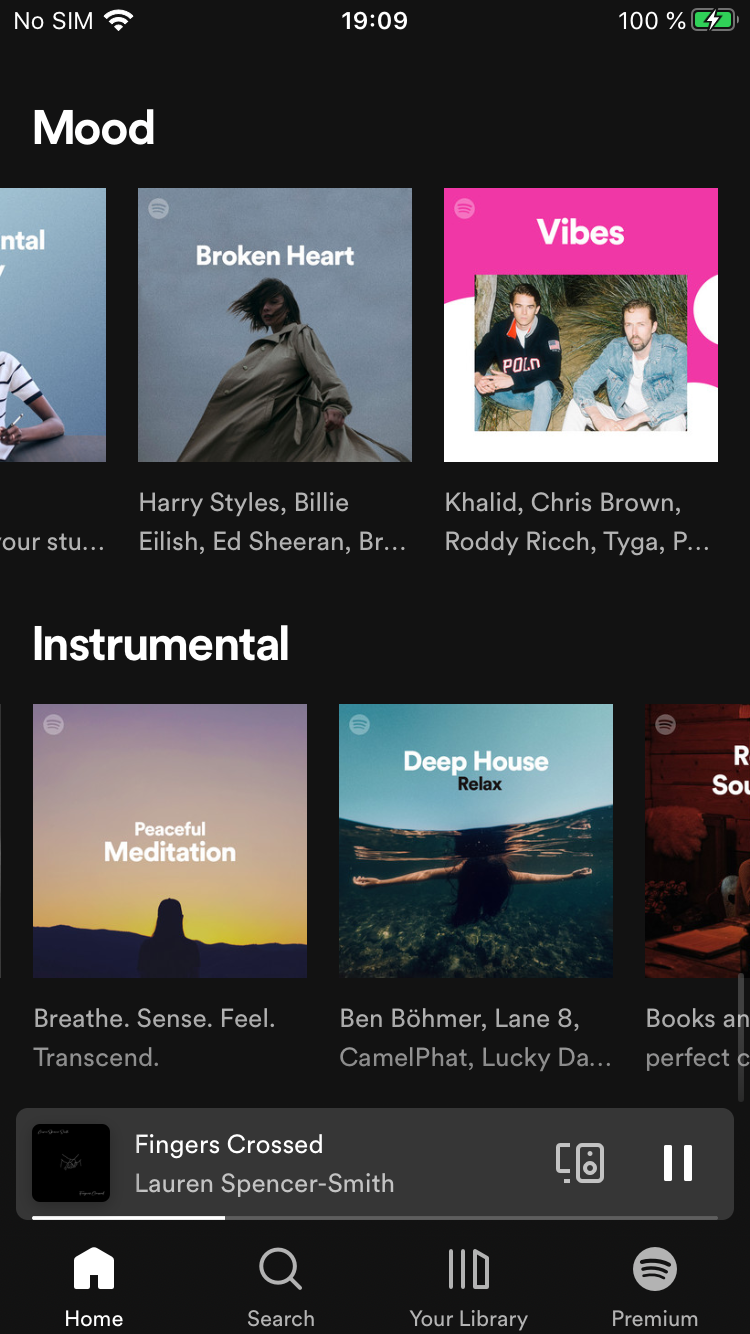 No SIM
19:09
100 %
Mood
ntal
y
Broken Heart
Vibes
POLO
our stu...
Harry Styles, Billie
Eilish, Ed Sheeran, Br...
Khalid, Chris Brown,
Roddy Ricch, Tyga, P...
Instrumental
Peaceful
Meditation
Deep House
Relax
R
Sou
Breathe. Sense. Feel.
Transcend.
Ben Böhmer, Lane 8,
CamelPhat, Lucky Da...
Books an
perfect c
Fingers Crossed
Lauren Spencer-Smith
Home
Search
Your Library
Premium